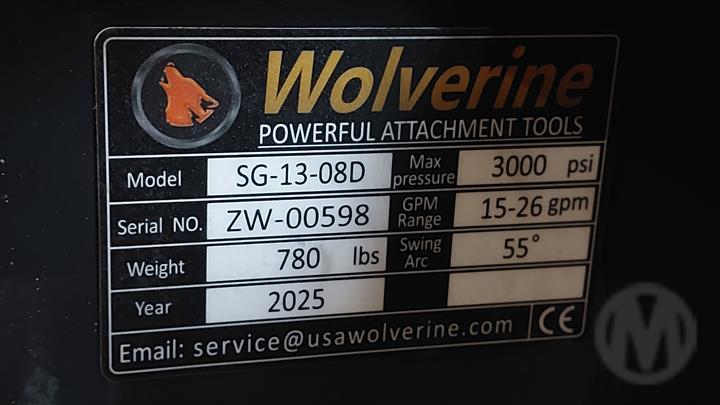 Wolverine
POWERFUL ATTACHMENT TOOLS
Model SG-13-08D Max pressure 3000 psi
Serial NO. ZW-00598 GPM Range 15-26 gpm
Weight 780 lbs Swing Arc 55°
Year 2025
Email: service@usawolverine.com CE
M